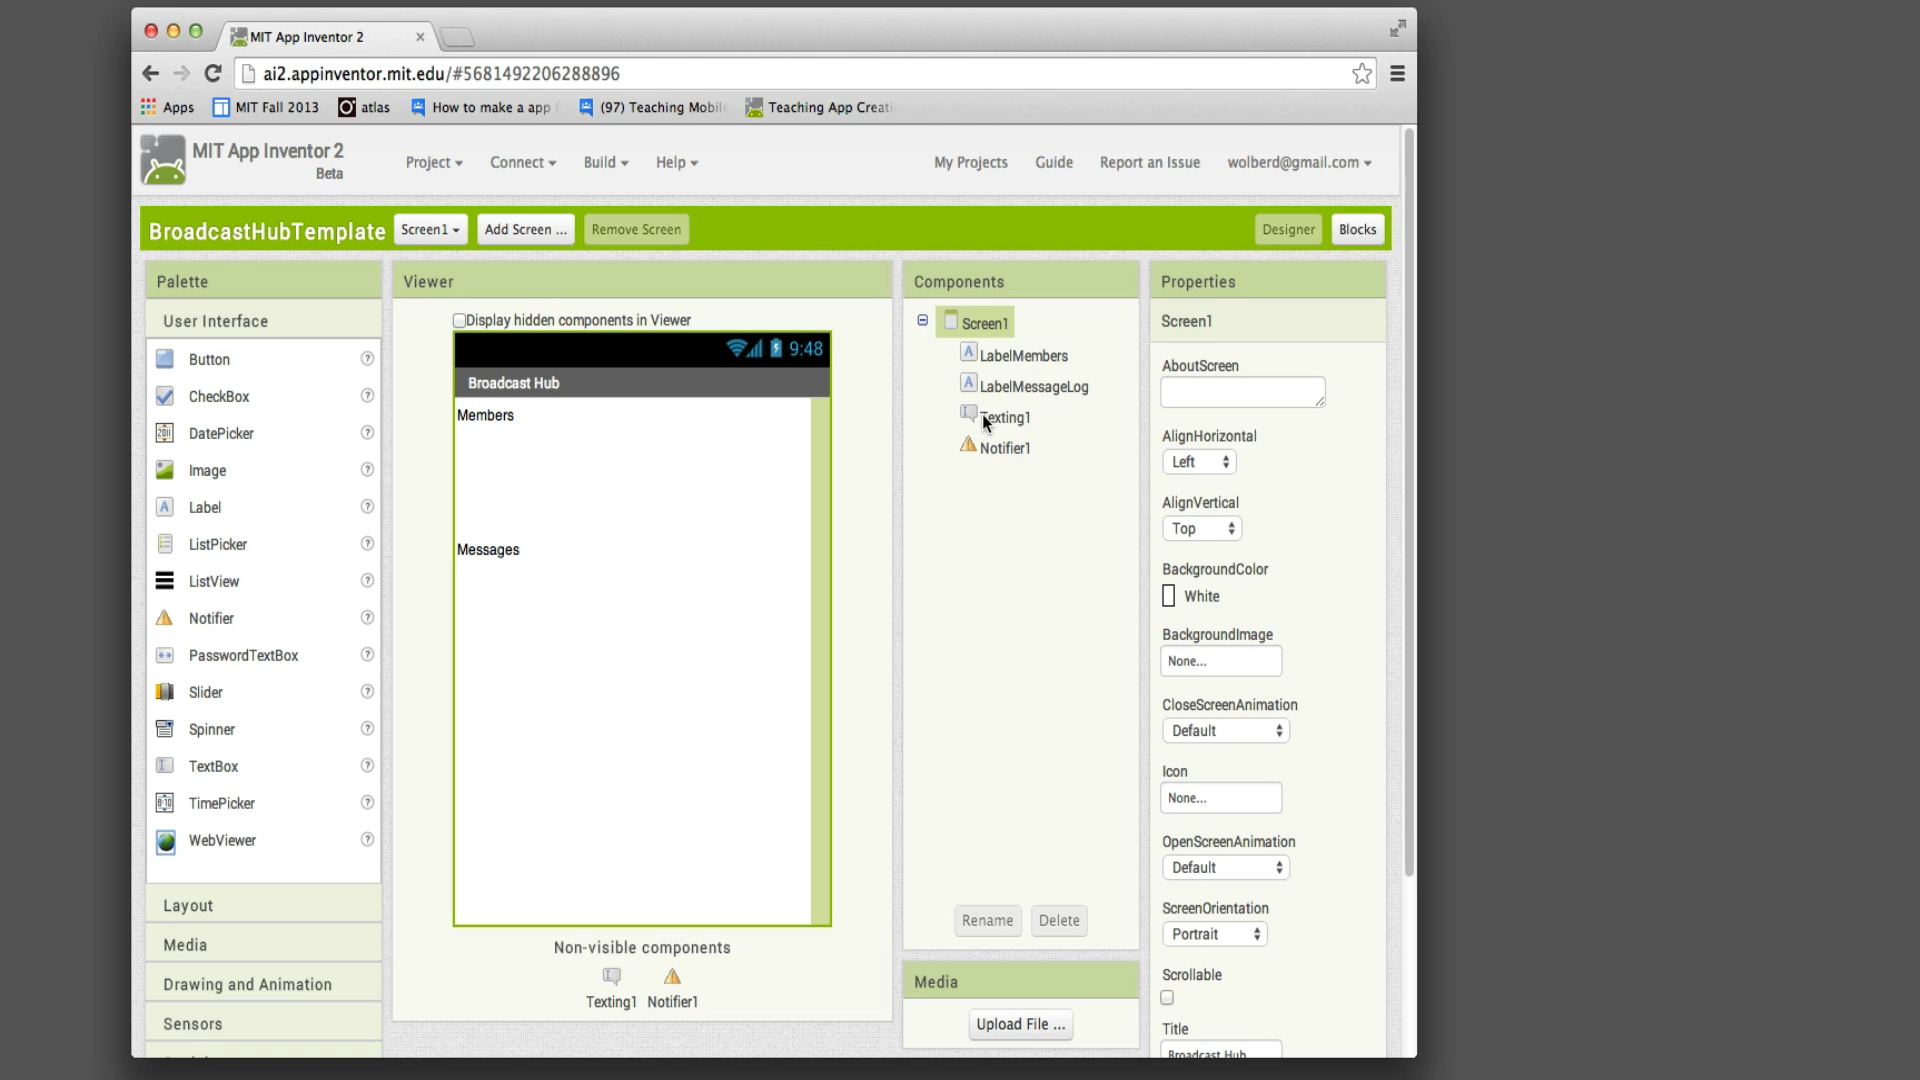 MIT App Inventor 2
ai2.appinventor.mit.edu/#5681492206288896
Apps MIT Fall 2013 atlas How to make a app (97) Teaching Mobil Teaching App Creati
MIT App Inventor 2
Beta
Project Connect Build Help My Projects Guide Report an Issue wolberd@gmail.com
BroadcastHubTemplate Screen1 Add Screen ... Remove Screen Designer Blocks
Palette
User Interface
Button ?
CheckBox ?
DatePicker ?
Image ?
Label ?
ListPicker ?
ListView ?
Notifier ?
PasswordTextBox ?
Slider ?
Spinner ?
TextBox ?
TimePicker ?
WebViewer ?
Layout
Media
Drawing and Animation
Sensors
Viewer
Display hidden components in Viewer
9:48
Broadcast Hub
Members
Messages
Non-visible components
Texting1 Notifier1
Components
Screen1
LabelMembers
LabelMessageLog
Texting1
Notifier1
Rename Delete
Media
Upload File ...
Properties
Screen1
AboutScreen
AlignHorizontal
Left
AlignVertical
Top
BackgroundColor
White
BackgroundImage
None...
CloseScreenAnimation
Default
Icon
None...
OpenScreenAnimation
Default
ScreenOrientation
Portrait
Scrollable
Title
Broadcast Hub